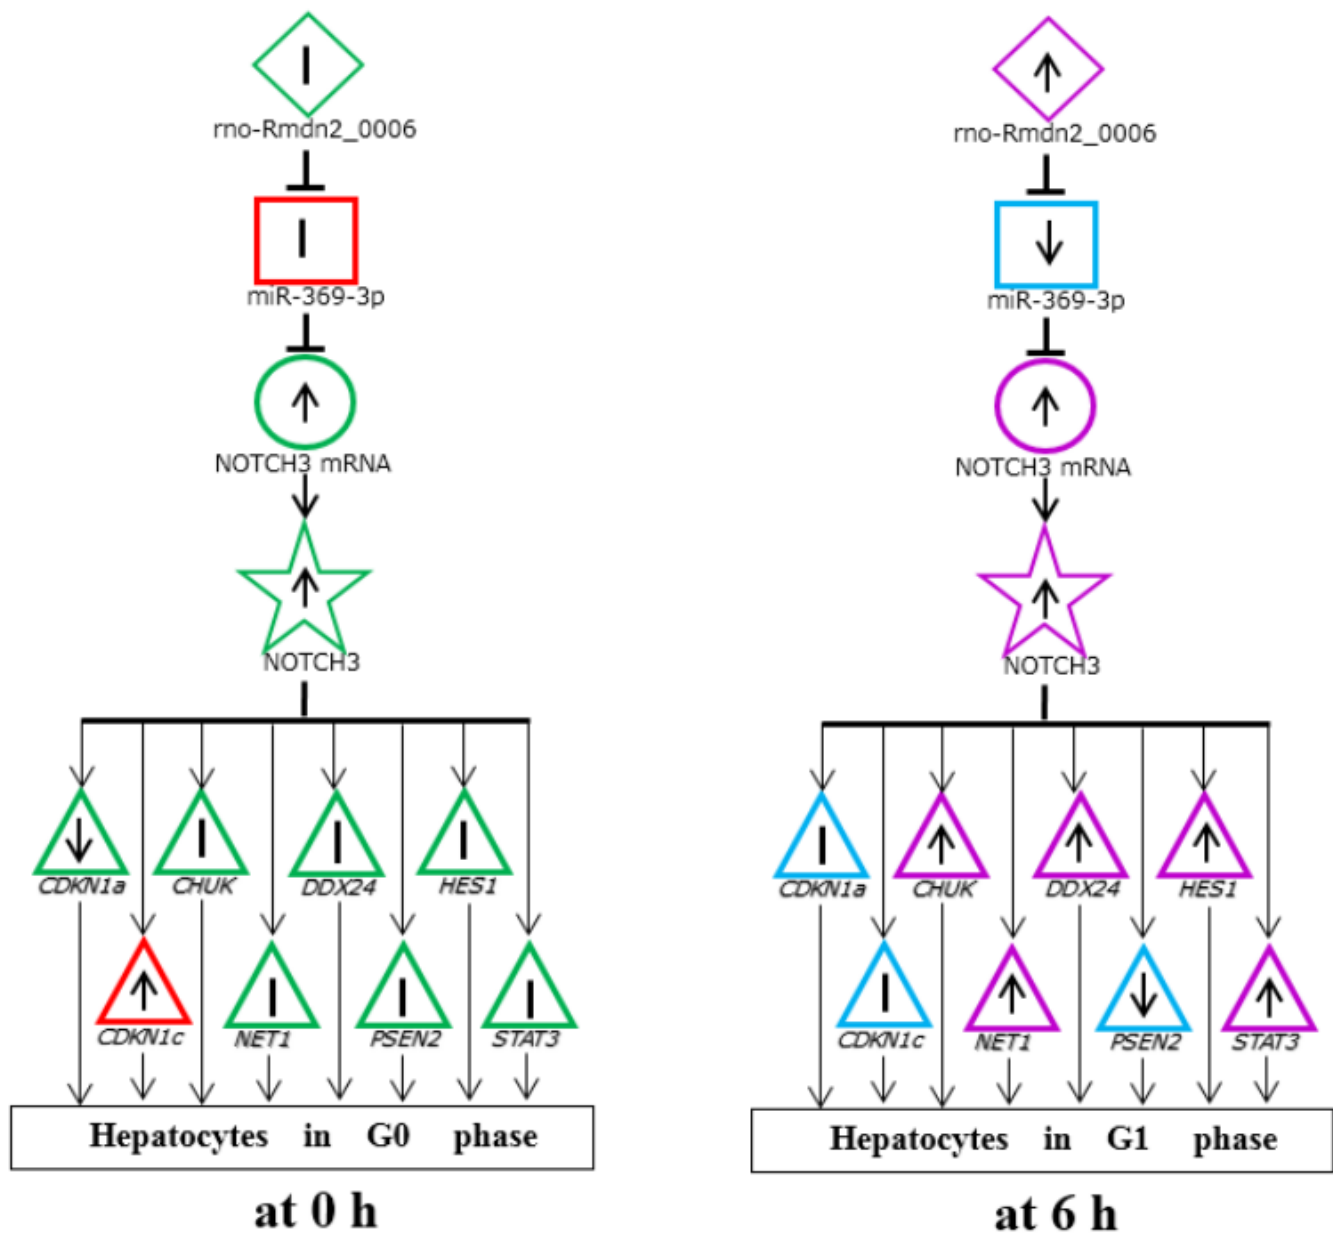 rno-Rmdn2_0006
miR-369-3p
NOTCH3 mRNA
NOTCH3
CDKN1a CHUK DDX24 HES1
CDKN1c NET1 PSEN2 STAT3
Hepatocytes in G0 phase
at 0 h
rno-Rmdn2_0006
miR-369-3p
NOTCH3 mRNA
NOTCH3
CDKN1a CHUK DDX24 HES1
CDKN1c NET1 PSEN2 STAT3
Hepatocytes in G1 phase
at 6 h